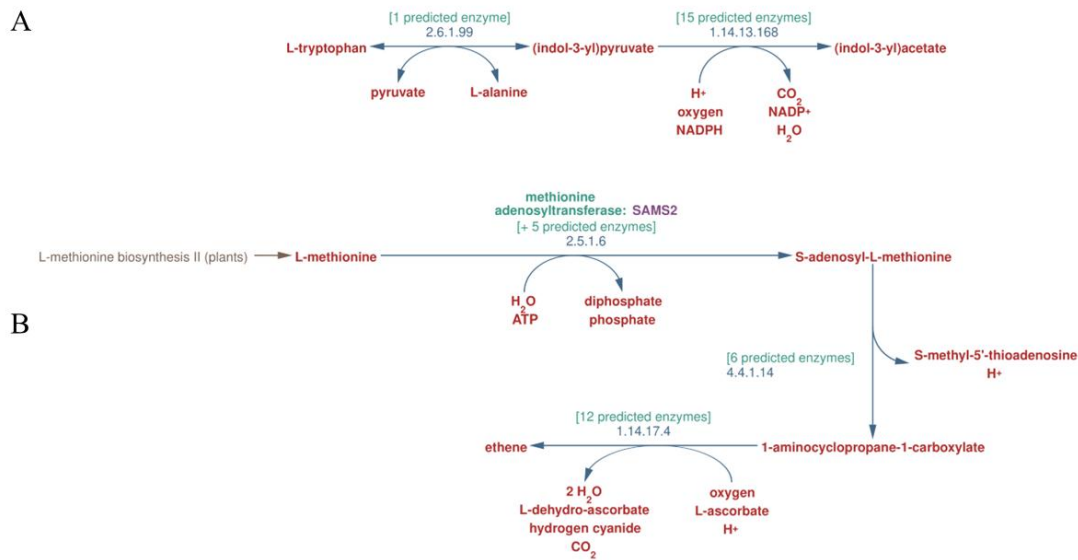 A
[1 predicted enzyme]
2.6.1.99
[15 predicted enzymes]
1.14.13.168
L-tryptophan
(indol-3-yl)pyruvate
(indol-3-yl)acetate
pyruvate
L-alanine
H+
oxygen
NADPH
CO2
NADP+
H2O
methionine
adenosyltransferase: SAMS2
[+ 5 predicted enzymes]
2.5.1.6
L-methionine biosynthesis II (plants)
L-methionine
S-adenosyl-L-methionine
H2O
ATP
diphosphate
phosphate
B
[6 predicted enzymes]
4.4.1.14
S-methyl-5'-thioadenosine
H+
[12 predicted enzymes]
1.14.17.4
ethene
1-aminocyclopropane-1-carboxylate
2 H2O
L-dehydro-ascorbate
hydrogen cyanide
CO2
oxygen
L-ascorbate
H+